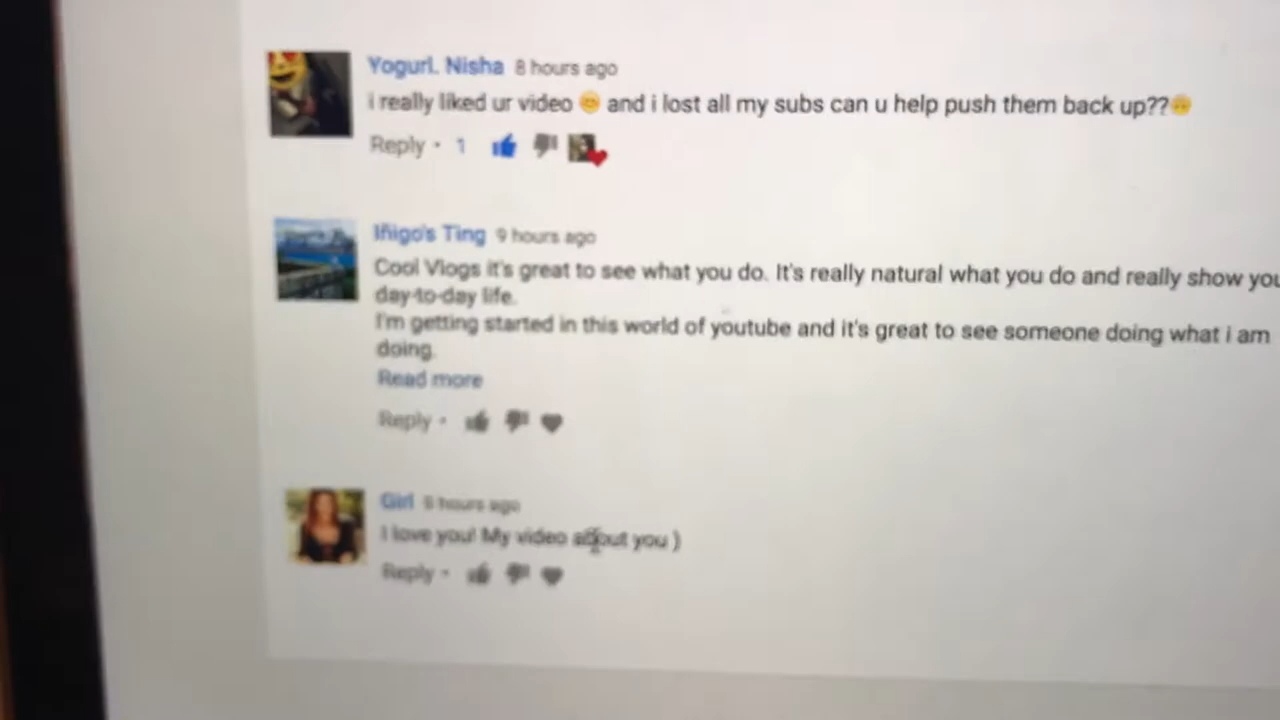 Yogurl. Nisha 8 hours ago
i really liked ur video 😊 and i lost all my subs can u help push them back up??😶
Reply • 1
Iñigo's Ting 9 hours ago
Cool Vlogs it's great to see what you do. It's really natural what you do and really show you
day-to-day life.
I'm getting started in this world of youtube and it's great to see someone doing what i am
doing.
Read more
Reply •
Girl hours ago
I love you! My video about you )
Reply •